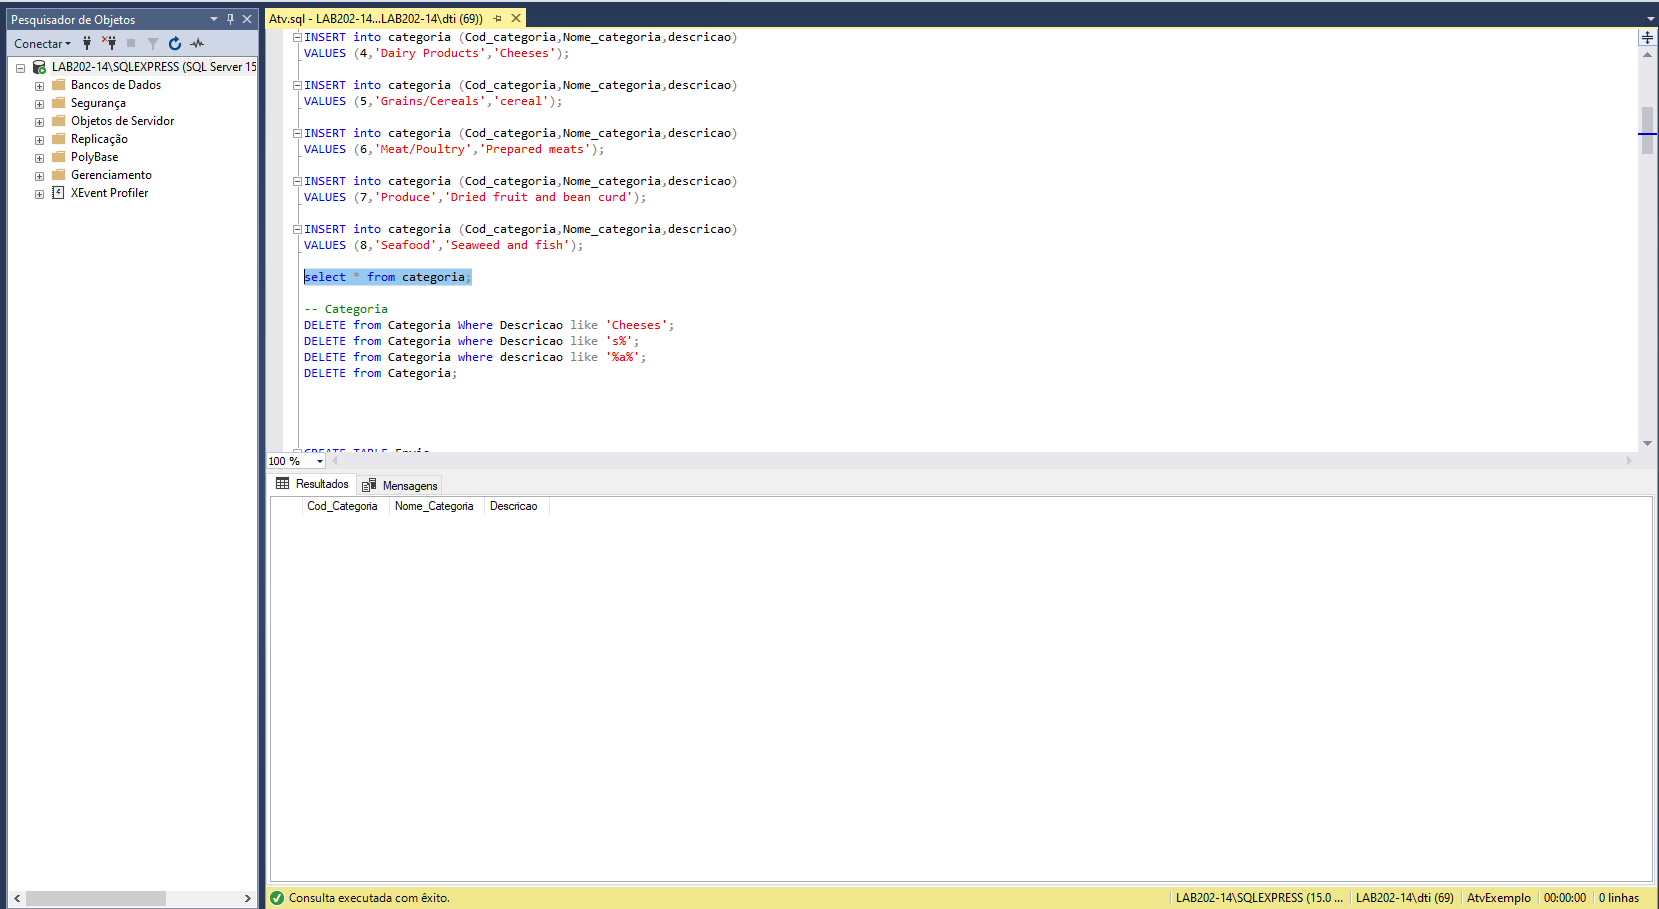 Pesquisador de Objetos
Conectar
LAB202-14\SQLEXPRESS (SQL Server 15
Bancos de Dados
Segurança
Objetos de Servidor
Replicação
PolyBase
Gerenciamento
XEvent Profiler
Atv.sql - LAB202-14...LAB202-14\dti (69))
INSERT into categoria (Cod_categoria,Nome_categoria,descricao)
VALUES (4,'Dairy Products','Cheeses');
INSERT into categoria (Cod_categoria,Nome_categoria,descricao)
VALUES (5,'Grains/Cereals','cereal');
INSERT into categoria (Cod_categoria,Nome_categoria,descricao)
VALUES (6,'Meat/Poultry','Prepared meats');
INSERT into categoria (Cod_categoria,Nome_categoria,descricao)
VALUES (7,'Produce','Dried fruit and bean curd');
INSERT into categoria (Cod_categoria,Nome_categoria,descricao)
VALUES (8,'Seafood','Seaweed and fish');
select * from categoria;
-- Categoria
DELETE from Categoria Where Descricao like 'Cheeses';
DELETE from Categoria where Descricao like 's%';
DELETE from Categoria where descricao like '%a%';
DELETE from Categoria;
CREATE TABLE Envio
100 %
Resultados
Mensagens
Cod_Categoria Nome_Categoria Descricao
Consulta executada com êxito.
LAB202-14\SQLEXPRESS (15.0 ... LAB202-14\dti (69) AtvExemplo 00:00:00 0 linhas